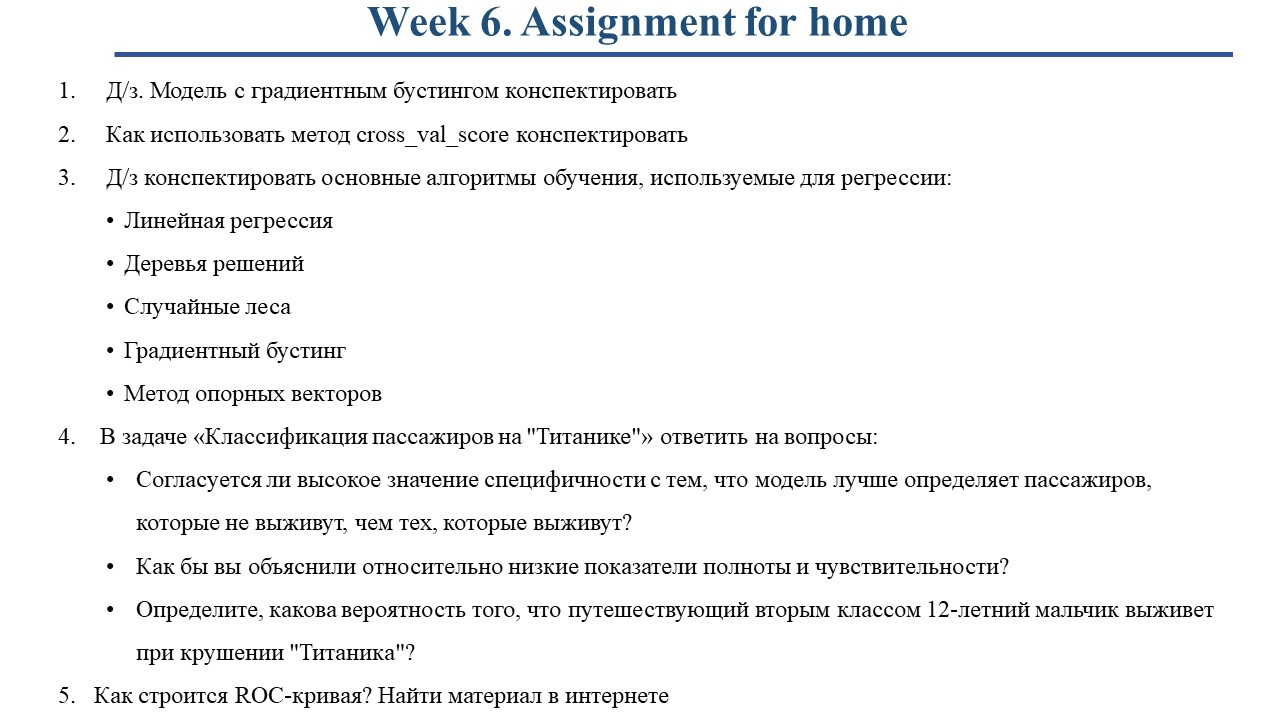 Week 6. Assignment for home
1. Д/з. Модель с градиентным бустингом конспектировать
2. Как использовать метод cross_val_score конспектировать
3. Д/з конспектировать основные алгоритмы обучения, используемые для регрессии:
• Линейная регрессия
• Деревья решений
• Случайные леса
• Градиентный бустинг
• Метод опорных векторов
4. В задаче «Классификация пассажиров на "Титанике"» ответить на вопросы:
• Согласуется ли высокое значение специфичности с тем, что модель лучше определяет пассажиров,
которые не выживут, чем тех, которые выживут?
• Как бы вы объяснили относительно низкие показатели полноты и чувствительности?
• Определите, какова вероятность того, что путешествующий вторым классом 12-летний мальчик выживет
при крушении "Титаника"?
5. Как строится ROC-кривая? Найти материал в интернете